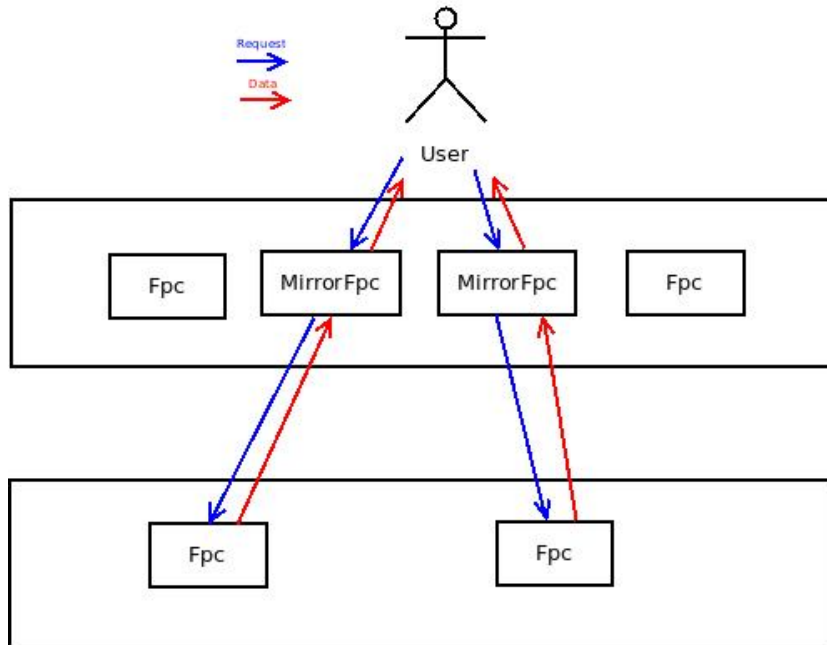 Request
Data
User
Fpc
MirrorFpc
MirrorFpc
Fpc
Fpc
Fpc